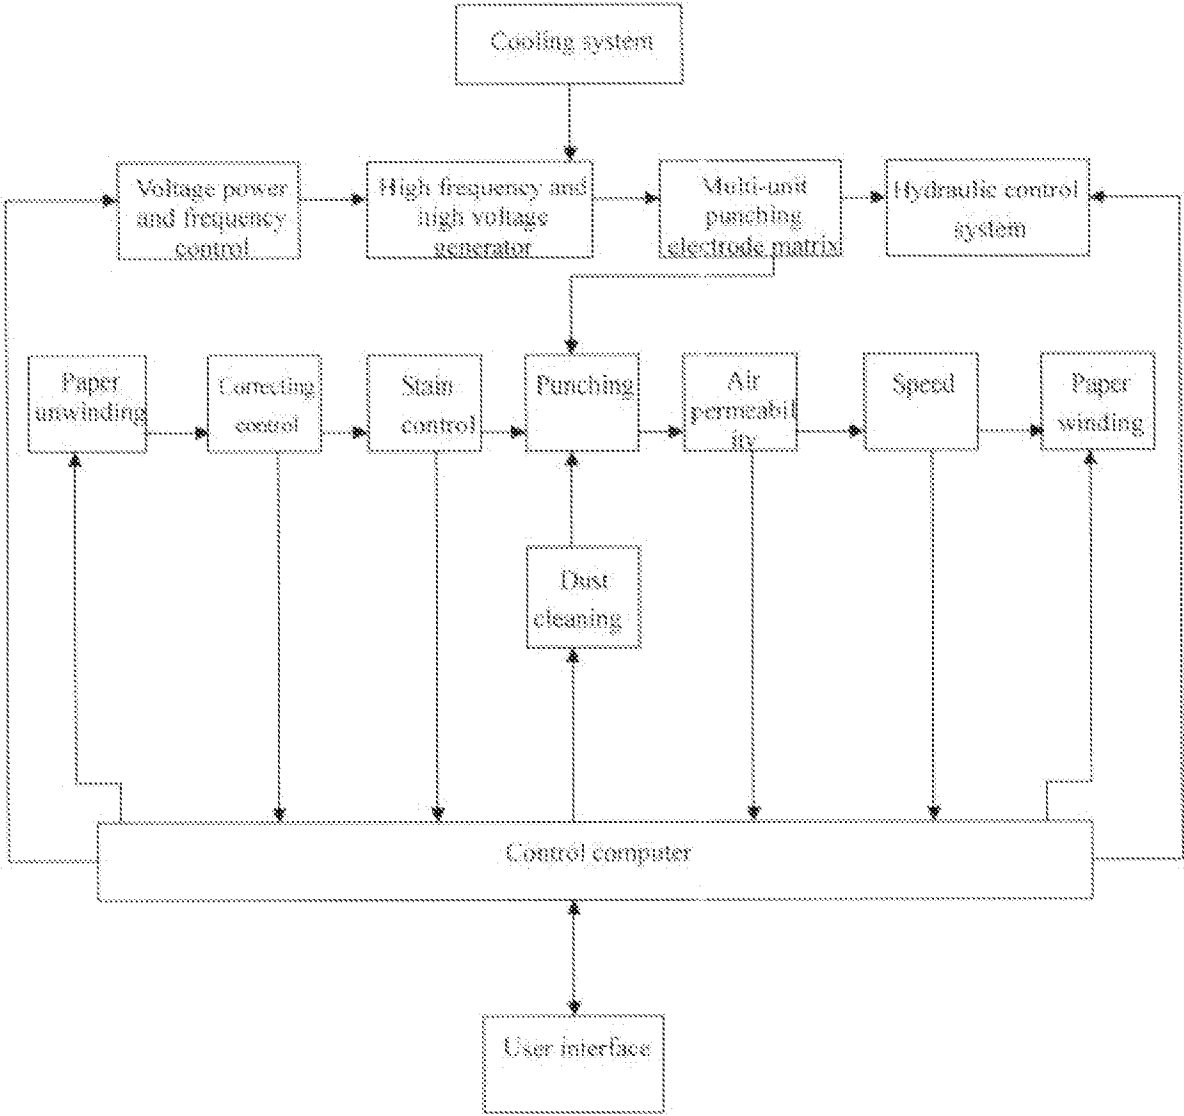 Cooling system
Voltage power
and frequency
control
High frequency and
high voltage
generator
Multi-unit
punching
electrode matrix
Hydraulic control
system
Paper
unwinding
Correcting
control
Stain
control
Punching
Air
permeabil
ity
Speed
Paper
winding
Dust
cleaning
Control computer
User interface